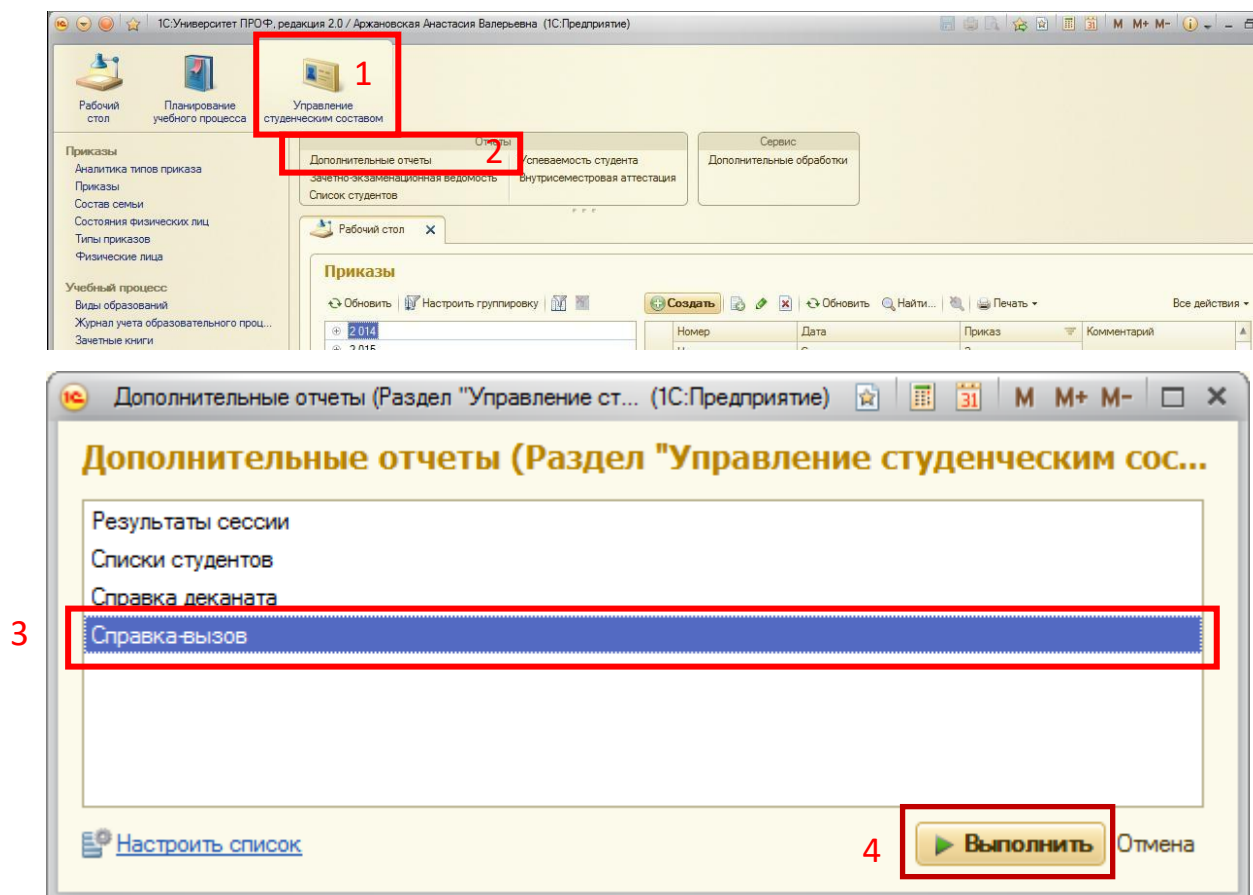 1С:Университет ПРОФ, редакция 2.0 / Аржановская Анастасия Валерьевна (1С:Предприятие)
M M+ M-
1
Рабочий стол
Планирование учебного процесса
Управление студенческим составом
Отчеты
2
Сервис
Дополнительные отчеты
Успеваемость студента
Дополнительные обработки
Зачетно-экзаменационная ведомость
Внутрисеместровая аттестация
Список студентов
Приказы
Аналитика типов приказа
Приказы
Состав семьи
Состояния физических лиц
Типы приказов
Физические лица
Учебный процесс
Виды образований
Журнал учета образовательного проц...
Зачетные книги
Рабочий стол
Приказы
Обновить Настроить группировку
Создать Обновить Найти... Печать Все действия
2 014
2 015
Номер Дата Приказ Комментарий
Дополнительные отчеты (Раздел "Управление ст... (1С:Предприятие)
31 M M+ M-
Дополнительные отчеты (Раздел "Управление студенческим сос...
Результаты сессии
Списки студентов
Справка деканата
3
Справка-вызов
Настроить список
4
Выполнить
Отмена